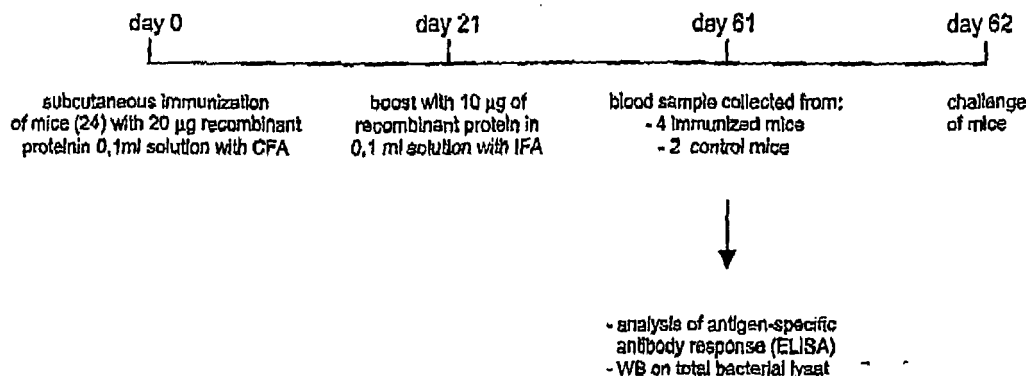 day 0
day 21
day 61
day 62
subcutaneous immunization
of mice (24) with 20 µg recombinant
proteinin 0,1ml solution with CFA
boost with 10 µg of
recombinant protein in
0,1 ml solution with IFA
blood sample collected from:
- 4 immunized mice
- 2 control mice
challenge
of mice
- analysis of antigen-specific
antibody response (ELISA)
- WB on total bacterial lysat